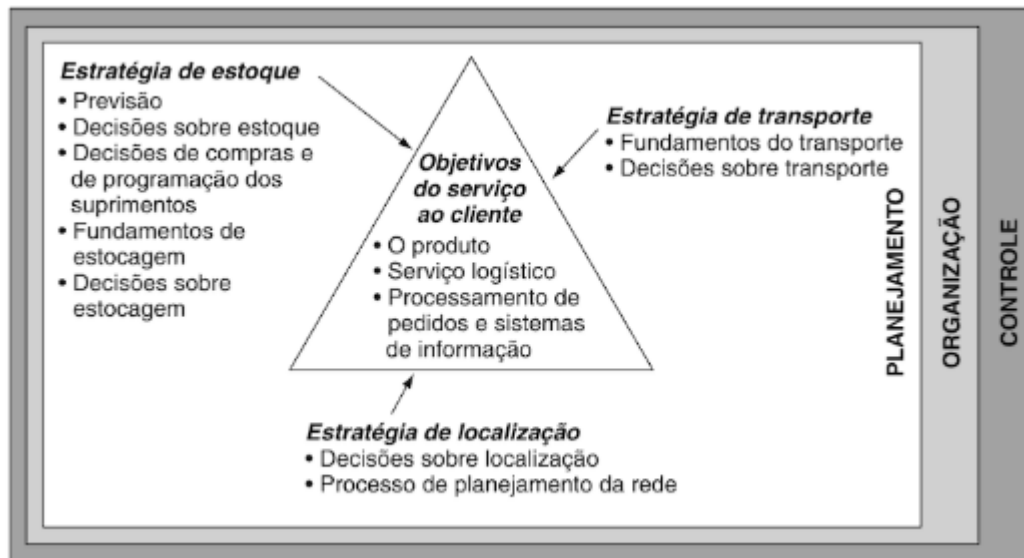 Estratégia de estoque
• Previsão
• Decisões sobre estoque
• Decisões de compras e
de programação dos
suprimentos
• Fundamentos de
estocagem
• Decisões sobre
estocagem
Objetivos
do serviço
ao cliente
• O produto
• Serviço logístico
• Processamento de
pedidos e sistemas
de informação
Estratégia de transporte
• Fundamentos do transporte
• Decisões sobre transporte
Estratégia de localização
• Decisões sobre localização
• Processo de planejamento da rede
PLANEJAMENTO
ORGANIZAÇÃO
CONTROLE